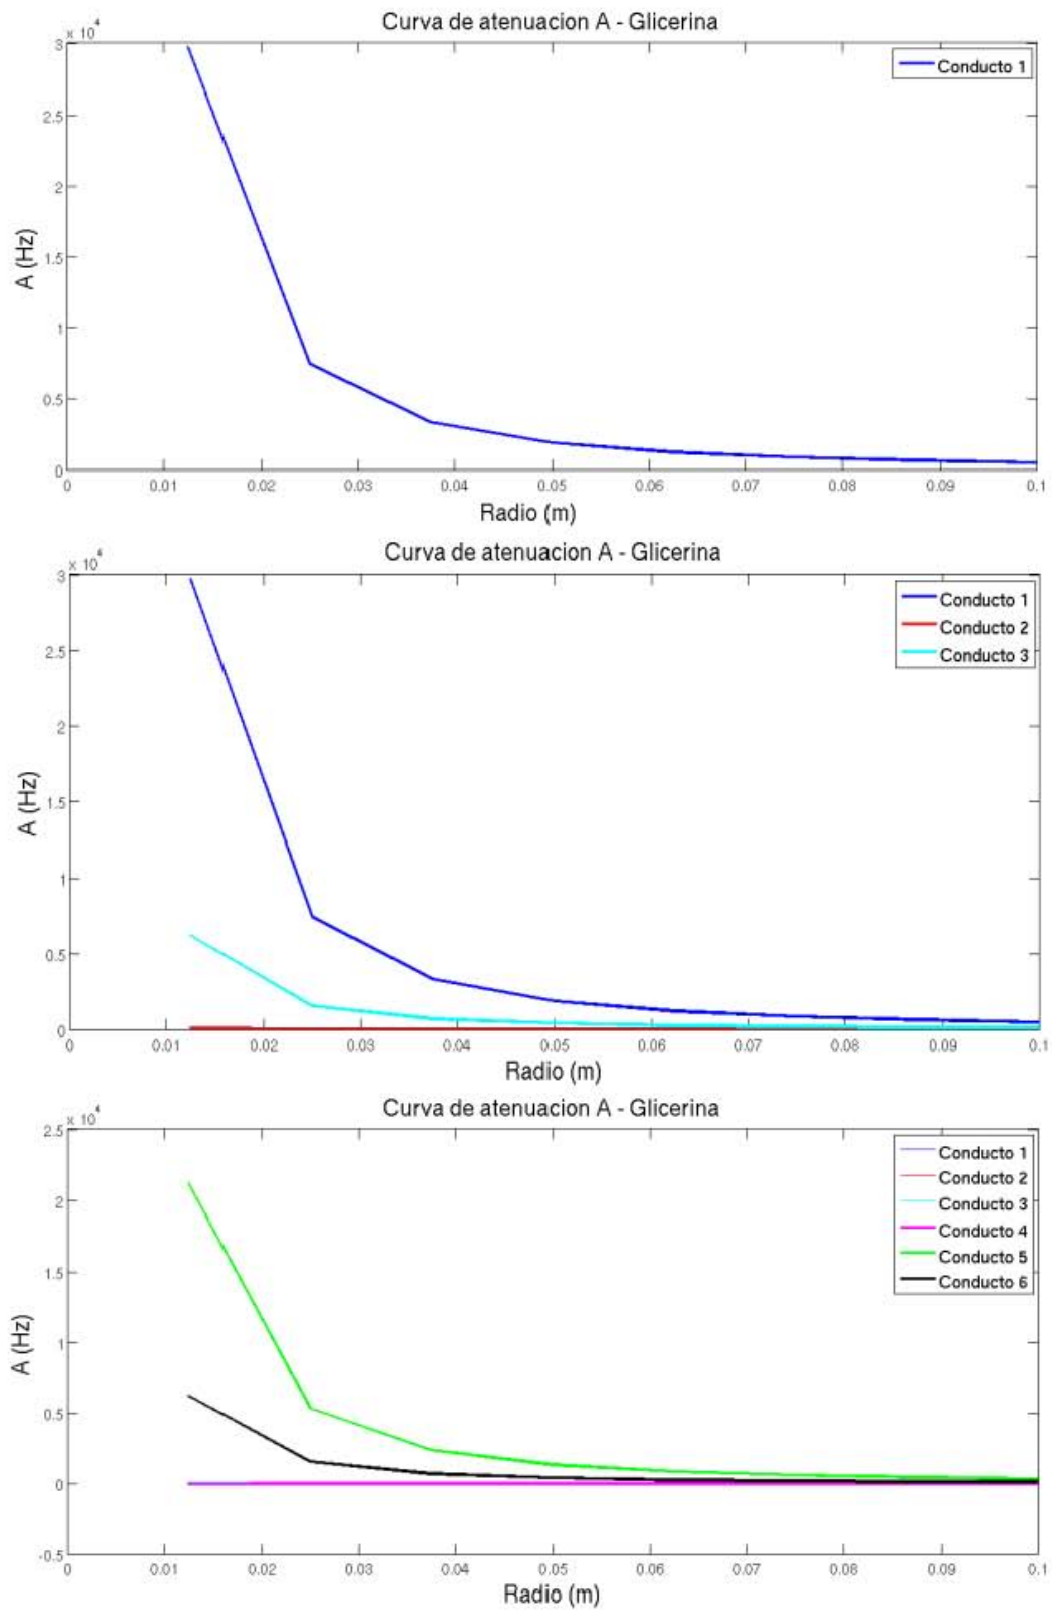 Curva de atenuacion A - Glicerina
x 10^4
3
Conducto 1
2.5
2
1.5
1
0.5
0
A (Hz)
0 0.01 0.02 0.03 0.04 0.05 0.06 0.07 0.08 0.09 0.1
Radio (m)
Curva de atenuacion A - Glicerina
x 10^4
3
Conducto 1
Conducto 2
Conducto 3
2.5
2
1.5
1
0.5
0
A (Hz)
0 0.01 0.02 0.03 0.04 0.05 0.06 0.07 0.08 0.09 0.1
Radio (m)
Curva de atenuacion A - Glicerina
x 10^4
2.5
Conducto 1
Conducto 2
Conducto 3
Conducto 4
Conducto 5
Conducto 6
2
1.5
1
0.5
0
-0.5
A (Hz)
0 0.01 0.02 0.03 0.04 0.05 0.06 0.07 0.08 0.09 0.1
Radio (m)